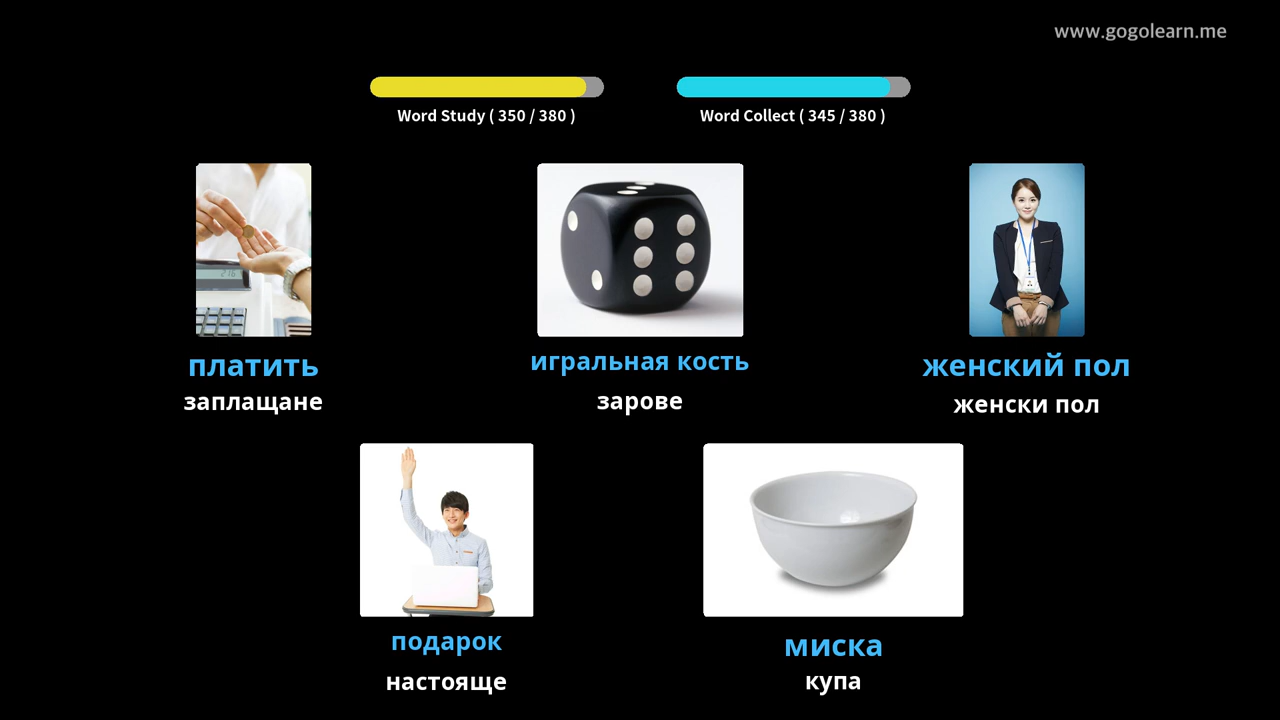 www.gogolearn.me
Word Study ( 350 / 380 )
Word Collect ( 345 / 380 )
платить
заплащане
игральная кость
зарове
женский пол
женски пол
подарок
настояще
миска
купа